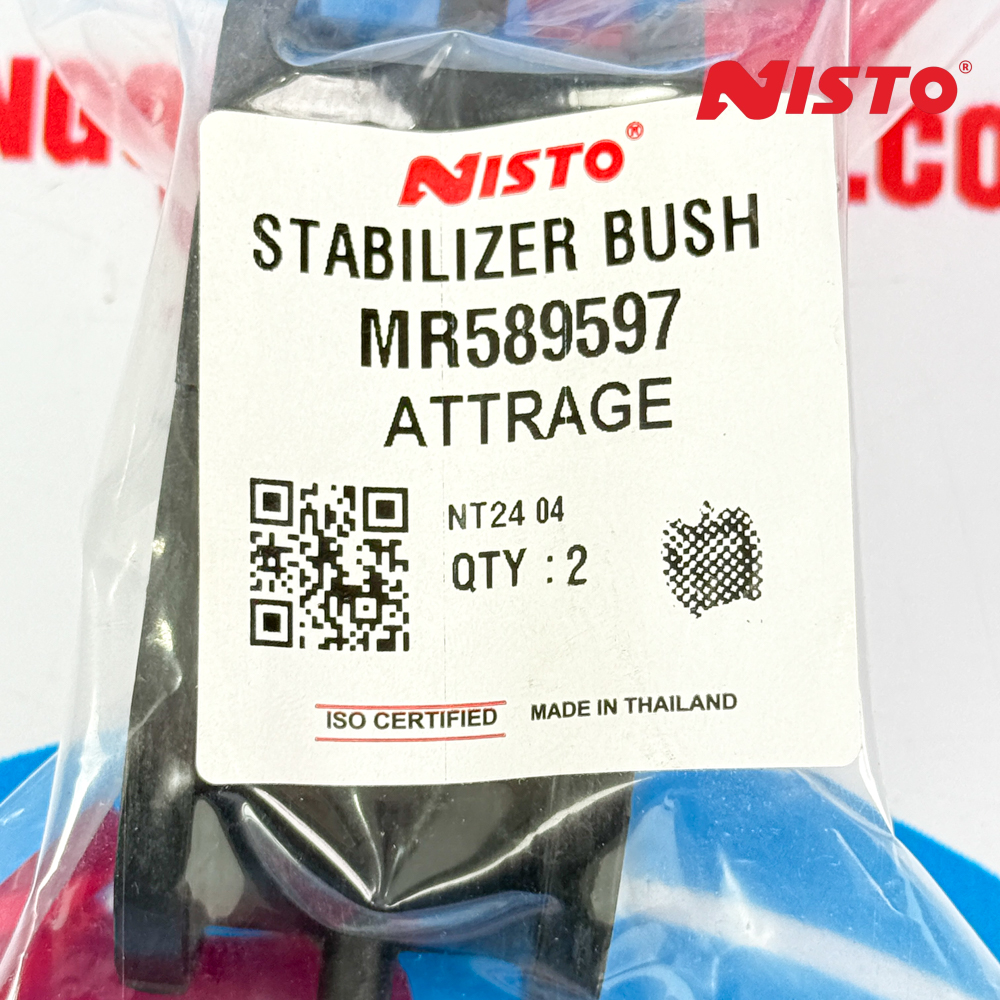 NISTO®
NISTO®
STABILIZER BUSH
MR589597
ATTRAGE
NT24 04
QTY : 2
ISO CERTIFIED
MADE IN THAILAND